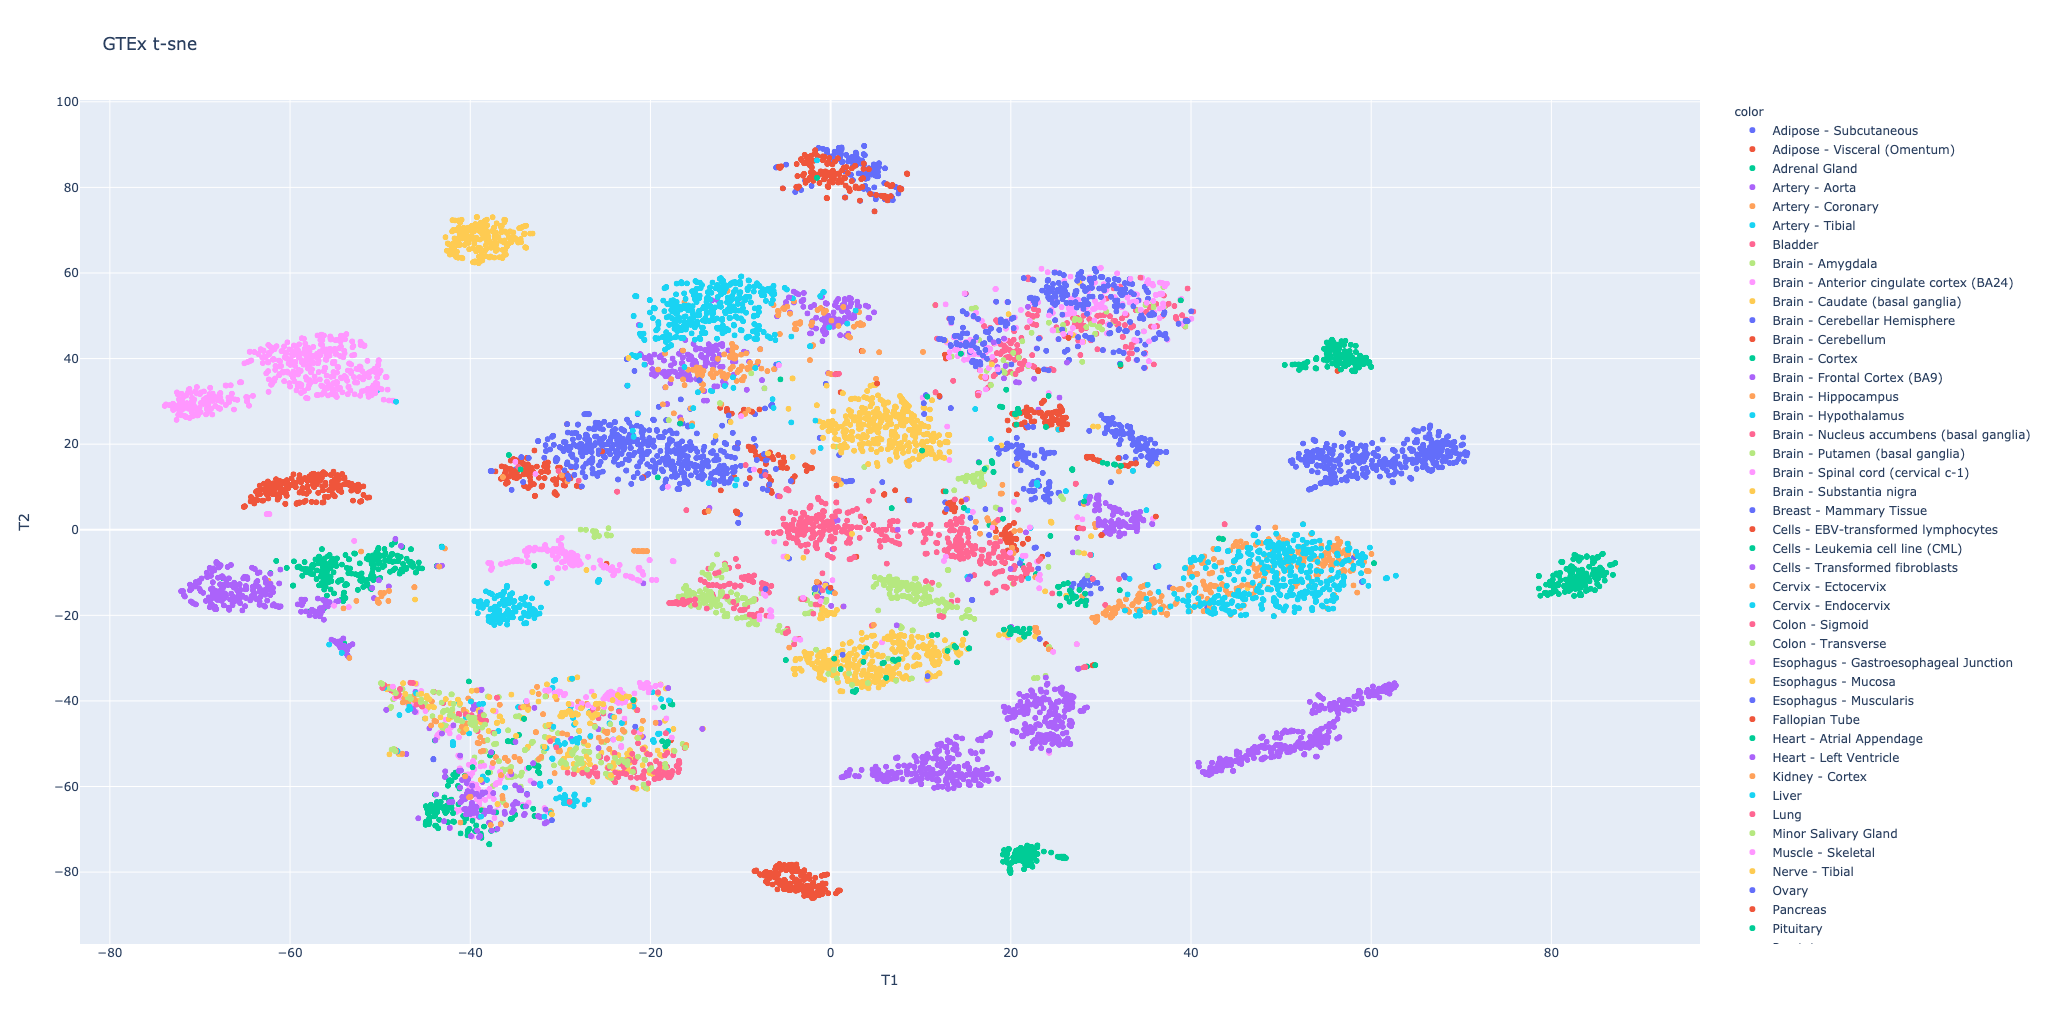 GTEx t-sne
T2
100
80
60
40
20
0
−20
−40
−60
−80
−80
−60
−40
−20
0
20
40
60
80
T1
color
Adipose - Subcutaneous
Adipose - Visceral (Omentum)
Adrenal Gland
Artery - Aorta
Artery - Coronary
Artery - Tibial
Bladder
Brain - Amygdala
Brain - Anterior cingulate cortex (BA24)
Brain - Caudate (basal ganglia)
Brain - Cerebellar Hemisphere
Brain - Cerebellum
Brain - Cortex
Brain - Frontal Cortex (BA9)
Brain - Hippocampus
Brain - Hypothalamus
Brain - Nucleus accumbens (basal ganglia)
Brain - Putamen (basal ganglia)
Brain - Spinal cord (cervical c-1)
Brain - Substantia nigra
Breast - Mammary Tissue
Cells - EBV-transformed lymphocytes
Cells - Leukemia cell line (CML)
Cells - Transformed fibroblasts
Cervix - Ectocervix
Cervix - Endocervix
Colon - Sigmoid
Colon - Transverse
Esophagus - Gastroesophageal Junction
Esophagus - Mucosa
Esophagus - Muscularis
Fallopian Tube
Heart - Atrial Appendage
Heart - Left Ventricle
Kidney - Cortex
Liver
Lung
Minor Salivary Gland
Muscle - Skeletal
Nerve - Tibial
Ovary
Pancreas
Pituitary